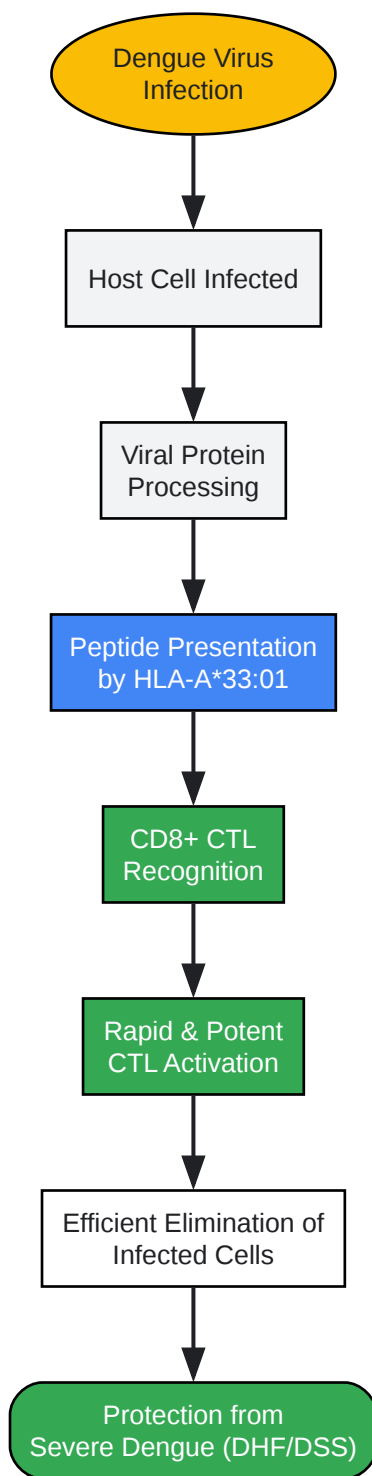 Dengue Virus
Infection
Host Cell Infected
Viral Protein
Processing
Peptide Presentation
by HLA-A*33:01
CD8+ CTL
Recognition
Rapid & Potent
CTL Activation
Efficient Elimination of
Infected Cells
Protection from
Severe Dengue (DHF/DSS)